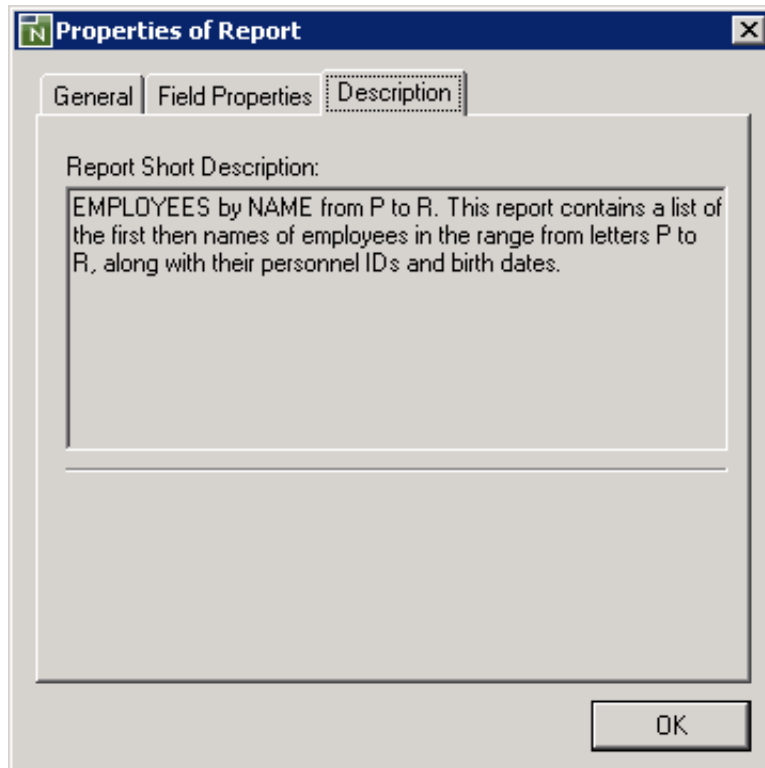 Properties of Report
General Field Properties Description
Report Short Description:
EMPLOYEES by NAME from P to R. This report contains a list of
the first then names of employees in the range from letters P to
R, along with their personnel IDs and birth dates.
OK